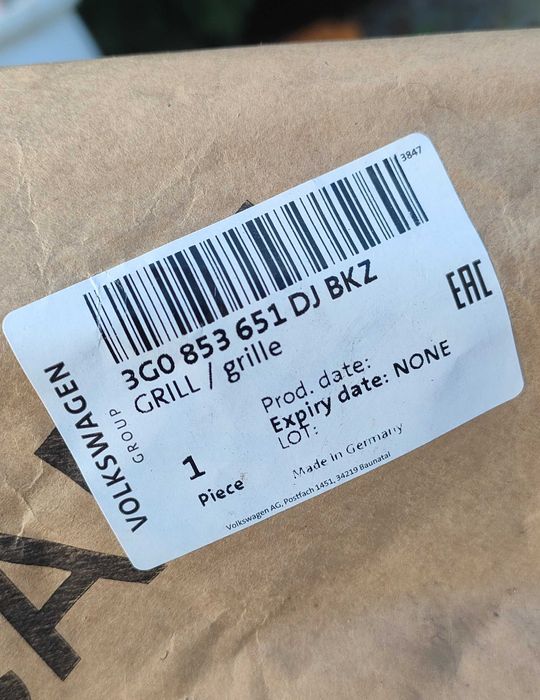 3847
3G0 853 651 DJ BKZ
GRILL / grille
EAC
VOLKSWAGEN
GROUP
Prod. date:
Expiry date: NONE
LOT:
1
Piece
Made in Germany
Volkswagen AG, Postfach 1451, 34219 Baunatal